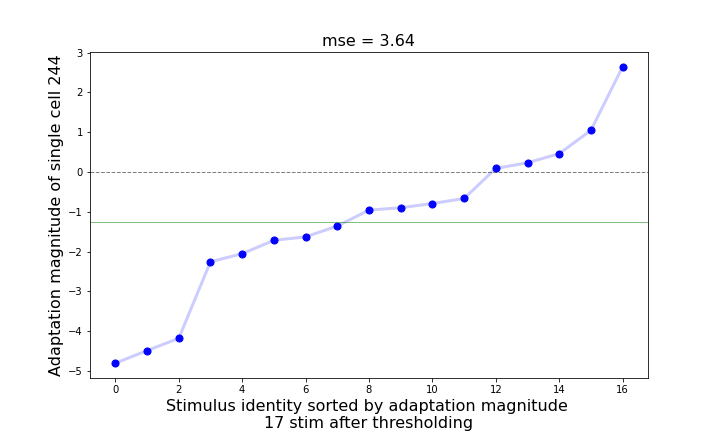 mse = 3.64
Adaptation magnitude of single cell 244
3
2
1
0
−1
−2
−3
−4
−5
0 2 4 6 8 10 12 14 16
Stimulus identity sorted by adaptation magnitude
17 stim after thresholding